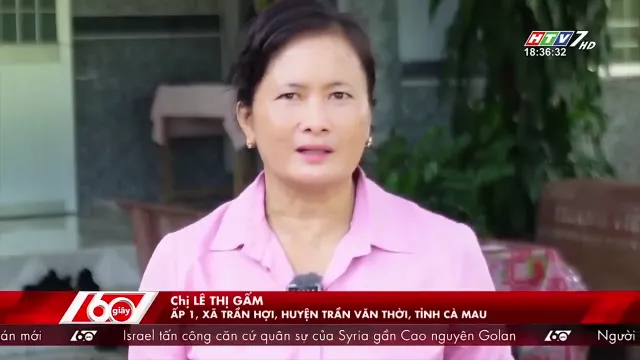 HTV7 HD
18:36:32
60 giây
Chị LÊ THỊ GẤM
ẤP 1, XÃ TRẦN HỢI, HUYỆN TRẦN VĂN THỜI, TỈNH CÀ MAU
án mới 60 Israel tấn công căn cứ quân sự của Syria gần Cao nguyên Golan 60 Người